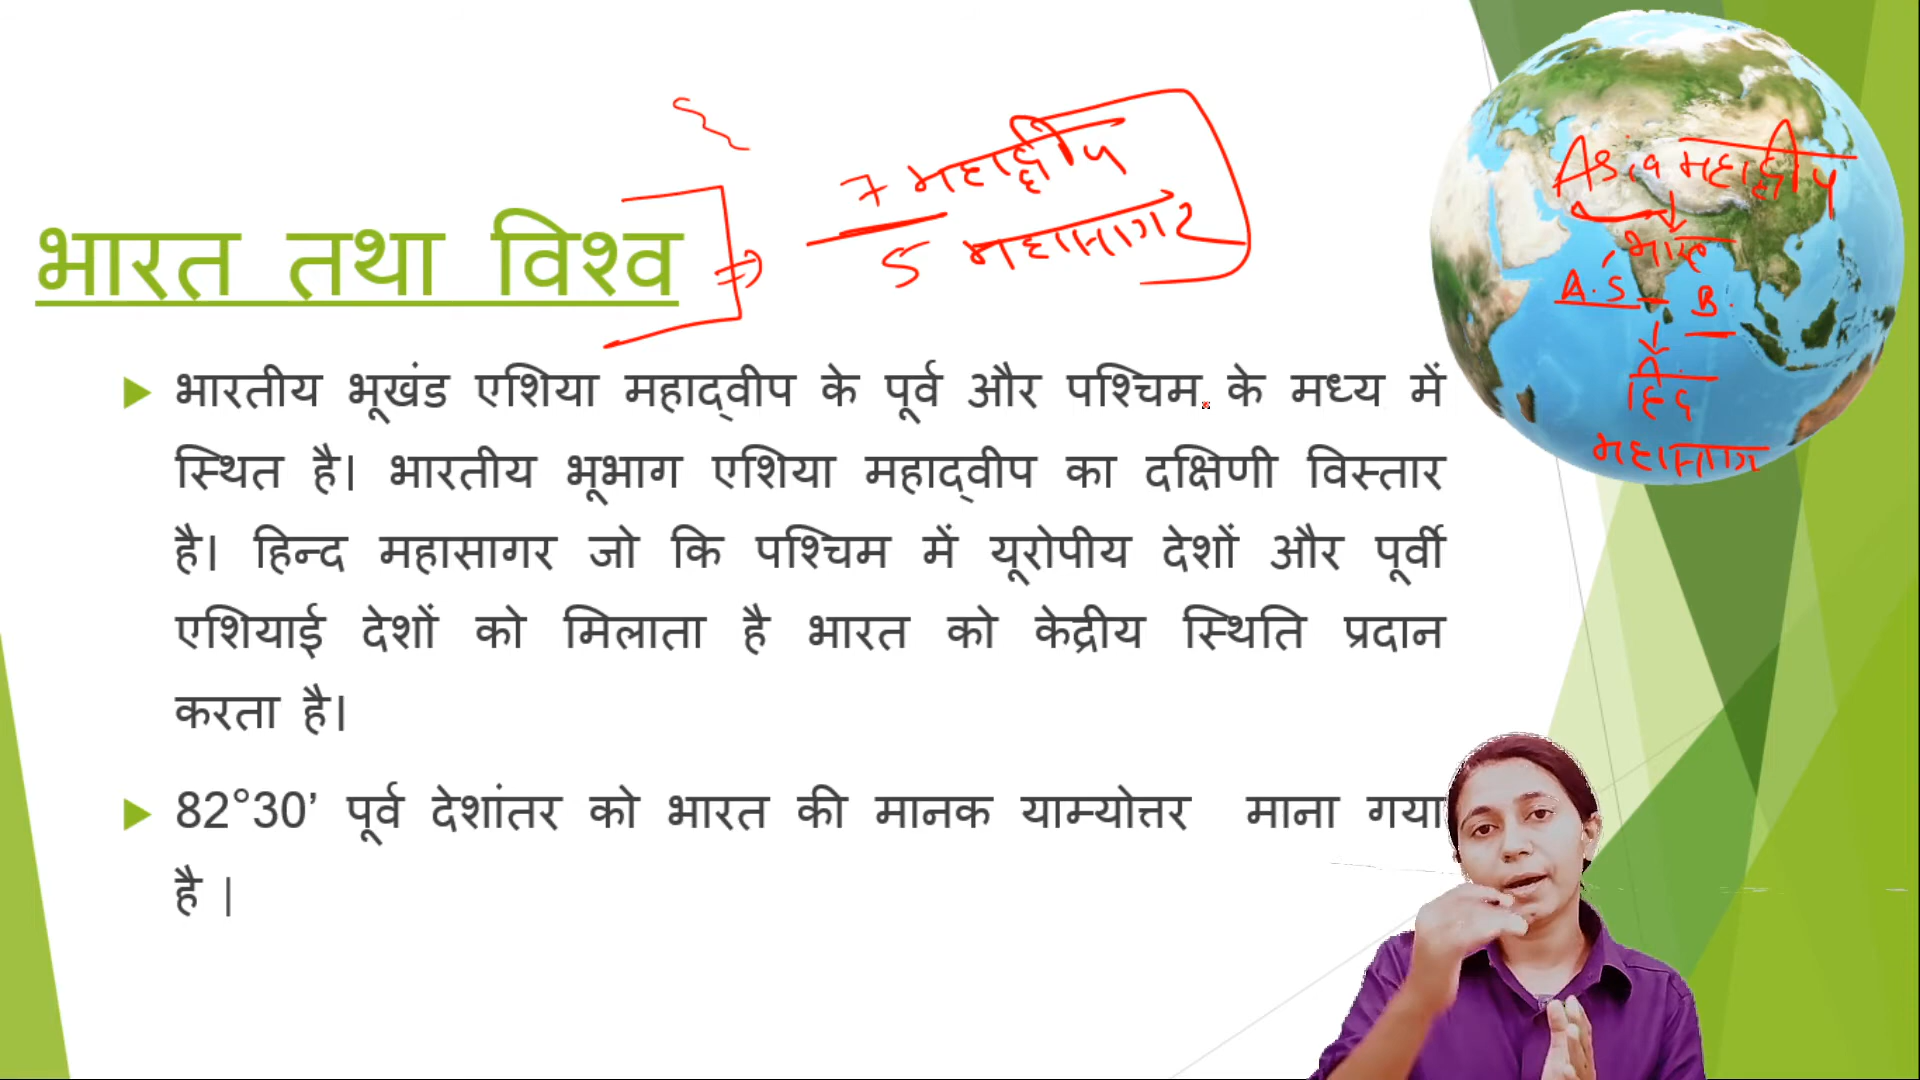 7 महाद्वीप
5 महासागर
भारत तथा विश्व
भारतीय भूखंड एशिया महाद्वीप के पूर्व और पश्चिम के मध्य में
स्थित है। भारतीय भूभाग एशिया महाद्वीप का दक्षिणी विस्तार
है। हिन्द महासागर जो कि पश्चिम में यूरोपीय देशों और पूर्वी
एशियाई देशों को मिलाता है भारत को केद्रीय स्थिति प्रदान
करता है।
82°30’ पूर्व देशांतर को भारत की मानक याम्योत्तर माना गया
है |
Asia महाद्वीप
भारत
A.S B.
हिंद
महासाग